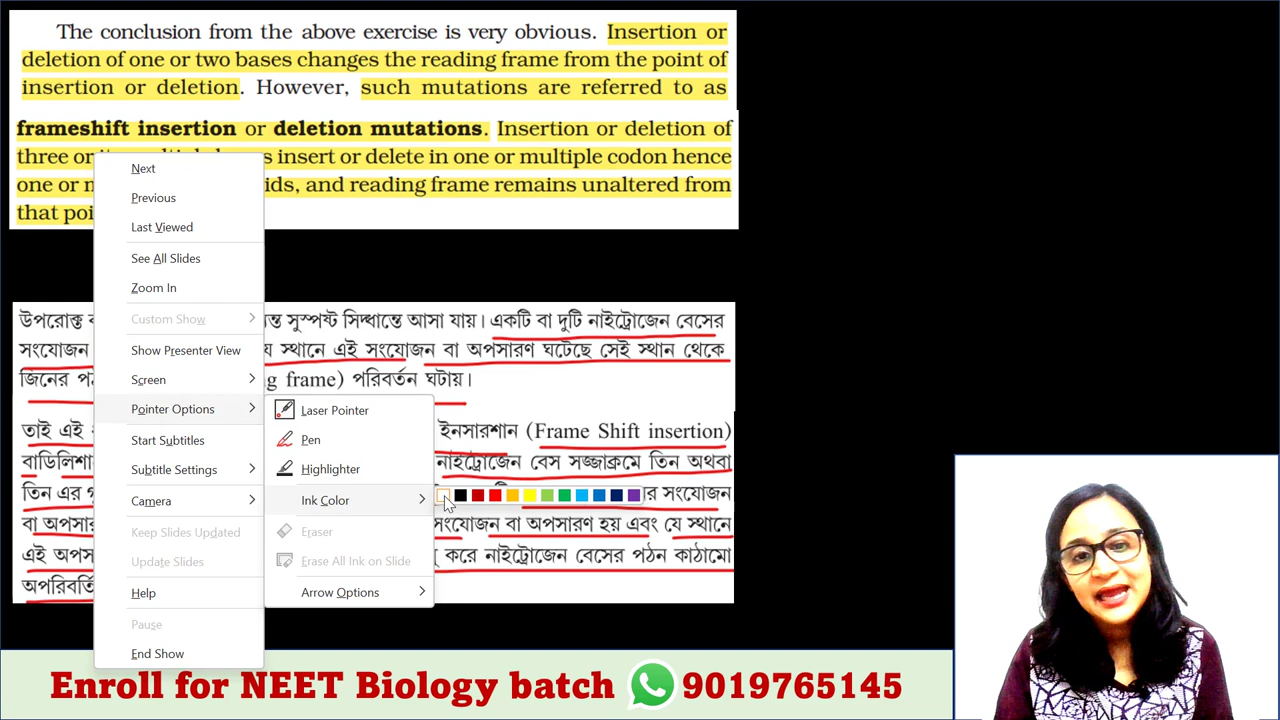 The conclusion from the above exercise is very obvious. Insertion or
deletion of one or two bases changes the reading frame from the point of
insertion or deletion. However, such mutations are referred to as
frameshift insertion or deletion mutations. Insertion or deletion of
three or insert or delete in one or multiple codon hence
one or and reading frame remains unaltered from
that
Next
Previous
Last Viewed
See All Slides
Zoom In
Custom Show
Show Presenter View
Screen
Pointer Options
Start Subtitles
Subtitle Settings
Camera
Keep Slides Updated
Update Slides
Help
Pause
End Show
Laser Pointer
Pen
Highlighter
Ink Color
Eraser
Erase All Ink on Slide
Arrow Options
উপরোক্ত সুস্পষ্ট সিদ্ধান্তে আসা যায়। একটি বা দুটি নাইট্রোজেন বেসের
সংযোজন স্থানে এই সংযোজন বা অপসারণ ঘটেছে সেই স্থান থেকে
জিনের frame) পরিবর্তন ঘটায়।
তাই এই ইনসারশান (Frame Shift insertion)
নাইট্রোজেন বেস সজ্জাক্রমে তিন অথবা
তিন এর সংযোজন
বা সংযোজন বা অপসারণ হয় এবং যে স্থানে
এই করে নাইট্রোজেন বেসের পঠন কাঠামো
Enroll for NEET Biology batch 9019765145